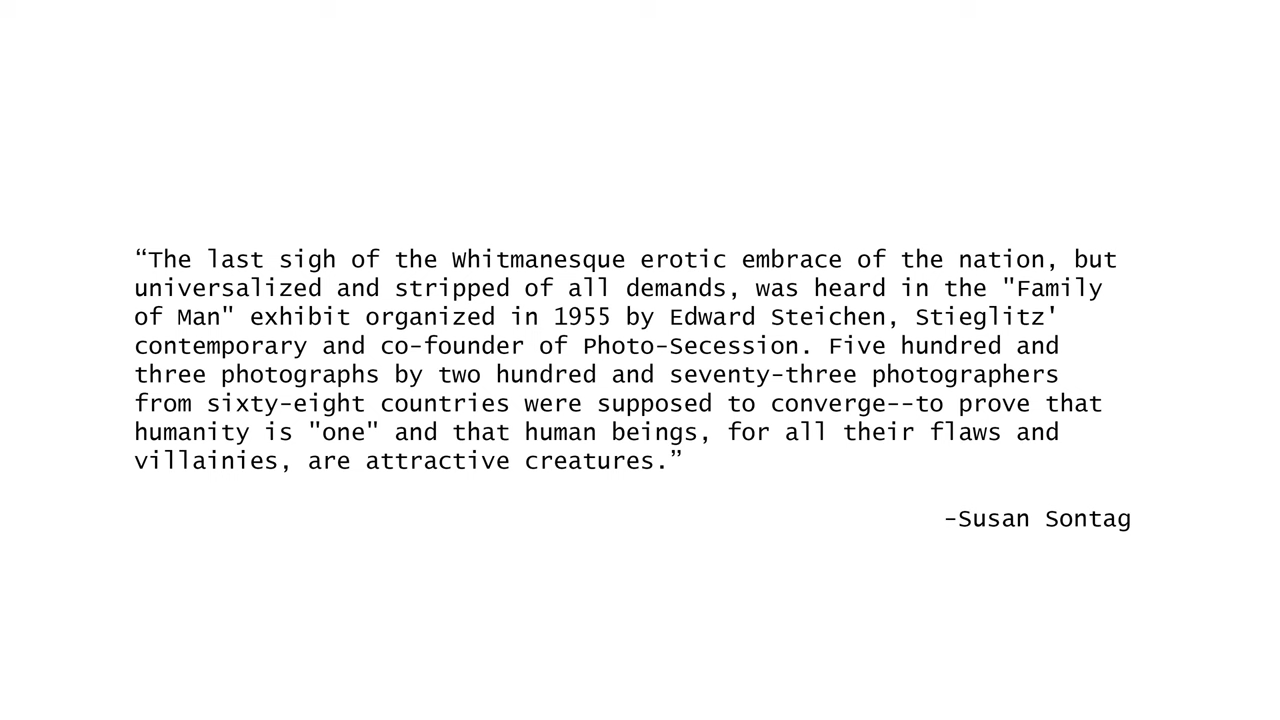 “The last sigh of the Whitmanesque erotic embrace of the nation, but
universalized and stripped of all demands, was heard in the "Family
of Man" exhibit organized in 1955 by Edward Steichen, Stieglitz'
contemporary and co-founder of Photo-Secession. Five hundred and
three photographs by two hundred and seventy-three photographers
from sixty-eight countries were supposed to converge--to prove that
humanity is "one" and that human beings, for all their flaws and
villainies, are attractive creatures.”
-Susan Sontag